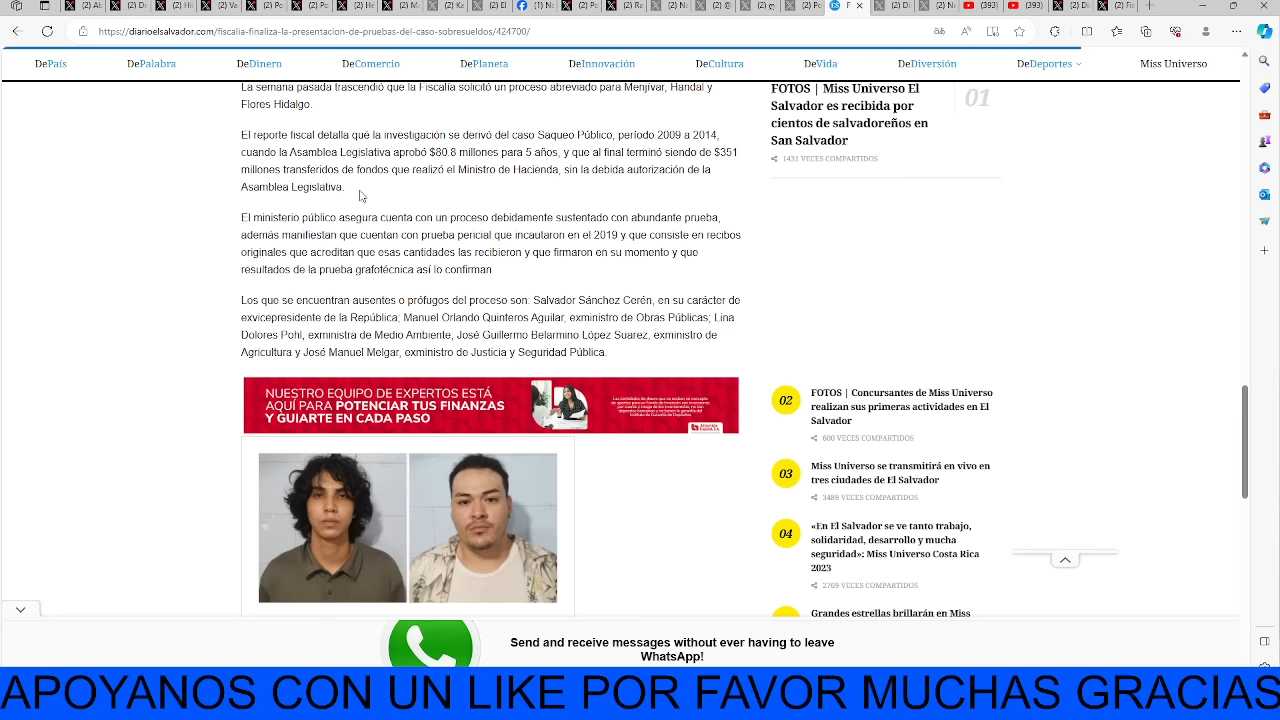 https://diarioelsalvador.com/fiscalia-finaliza-la-presentacion-de-pruebas-del-caso-sobresueldos/424700/
DePaís
DePalabra
DeDinero
DeComercio
DePlaneta
DeInnovación
DeCultura
DeVida
DeDiversión
DeDeportes
Miss Universo
La semana pasada trascendió que la Fiscalía solicitó un proceso abreviado para Menjívar, Handal y
Flores Hidalgo.
El reporte fiscal detalla que la investigación se derivó del caso Saqueo Público, período 2009 a 2014,
cuando la Asamblea Legislativa aprobó $80.8 millones para 5 años, y que al final terminó siendo de $351
millones transferidos de fondos que realizó el Ministro de Hacienda, sin la debida autorización de la
Asamblea Legislativa.
El ministerio público asegura cuenta con un proceso debidamente sustentado con abundante prueba,
además manifiestan que cuentan con prueba pericial que incautaron en el 2019 y que consiste en recibos
originales que acreditan que esas cantidades las recibieron y que firmaron en su momento y que
resultados de la prueba grafotécnica así lo confirman
Los que se encuentran ausentes o prófugos del proceso son: Salvador Sánchez Cerén, en su carácter de
exvicepresidente de la República; Manuel Orlando Quinteros Aguilar, exministro de Obras Públicas; Lina
Dolores Pohl, exministra de Medio Ambiente, José Guillermo Belarmino López Suarez, exministro de
Agricultura y José Manuel Melgar, exministro de Justicia y Seguridad Pública.
NUESTRO EQUIPO DE EXPERTOS ESTÁ
AQUÍ PARA POTENCIAR TUS FINANZAS
Y GUIARTE EN CADA PASO
FOTOS | Miss Universo El
Salvador es recibida por
cientos de salvadoreños en
San Salvador
01
1431 VECES COMPARTIDOS
02
FOTOS | Concursantes de Miss Universo
realizan sus primeras actividades en El
Salvador
600 VECES COMPARTIDOS
03
Miss Universo se transmitirá en vivo en
tres ciudades de El Salvador
3489 VECES COMPARTIDOS
04
«En El Salvador se ve tanto trabajo,
solidaridad, desarrollo y mucha
seguridad»: Miss Universo Costa Rica
2023
2769 VECES COMPARTIDOS
Grandes estrellas brillarán en Miss
Send and receive messages without ever having to leave
WhatsApp!
APOYANOS CON UN LIKE POR FAVOR MUCHAS GRACIAS